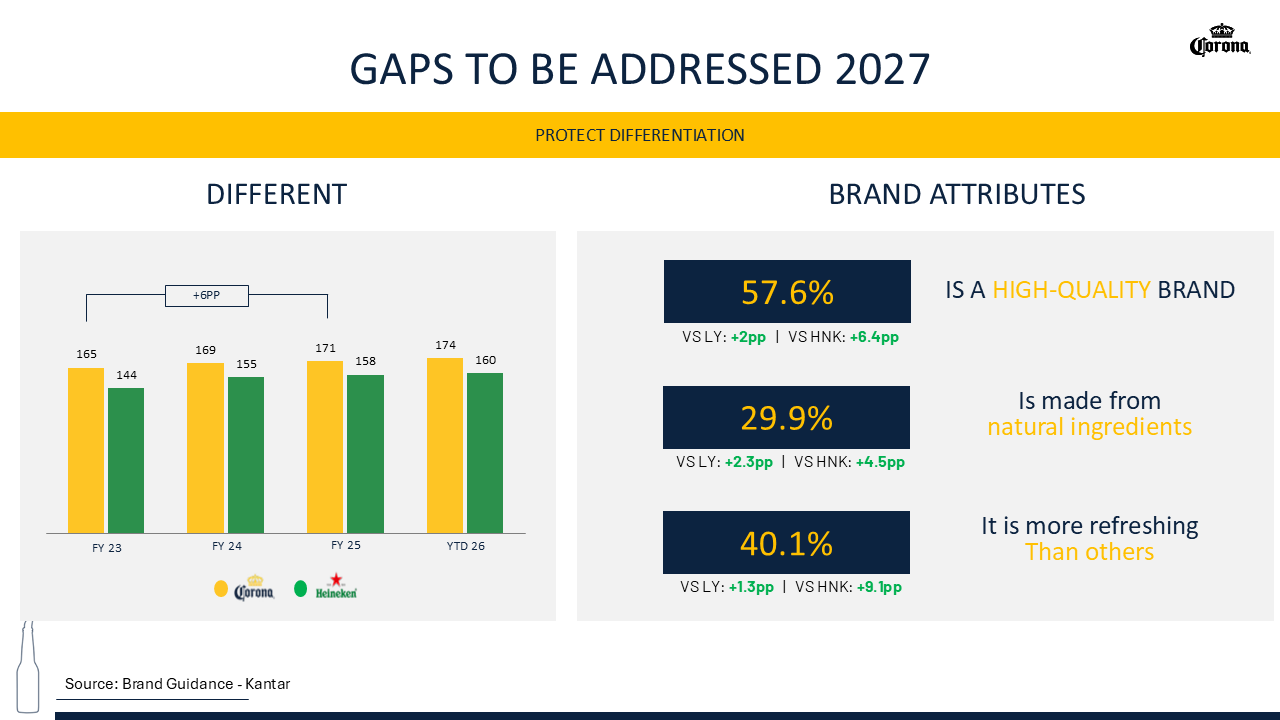 Corona
GAPS TO BE ADDRESSED 2027
PROTECT DIFFERENTIATION
DIFFERENT
BRAND ATTRIBUTES
+6PP
165
144
169
155
171
158
174
160
FY 23
FY 24
FY 25
YTD 26
Corona
Heineken
57.6%
IS A HIGH-QUALITY BRAND
VS LY: +2pp | VS HNK: +6.4pp
29.9%
Is made from
natural ingredients
VS LY: +2.3pp | VS HNK: +4.5pp
40.1%
It is more refreshing
Than others
VS LY: +1.3pp | VS HNK: +9.1pp
Source: Brand Guidance - Kantar